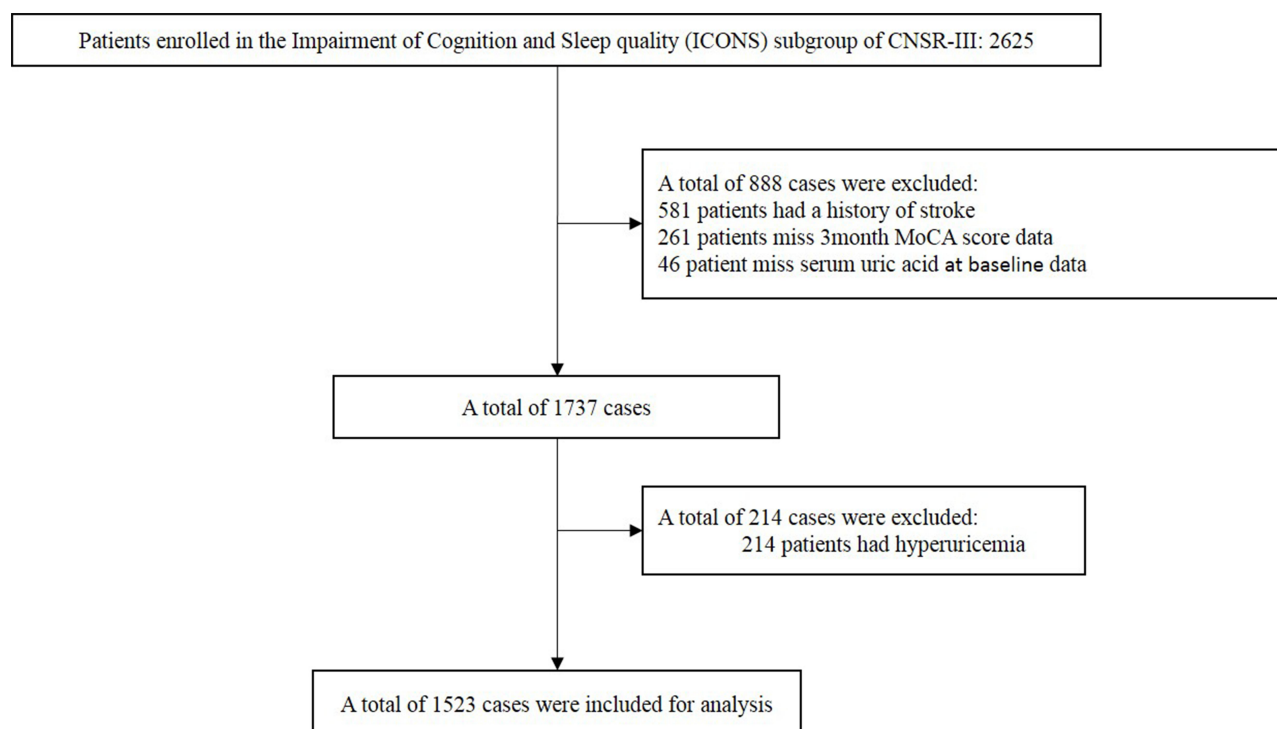 Patients enrolled in the Impairment of Cognition and Sleep quality (ICONS) subgroup of CNSR-III: 2625
A total of 888 cases were excluded:
581 patients had a history of stroke
261 patients miss 3month MoCA score data
46 patient miss serum uric acid at baseline data
A total of 1737 cases
A total of 214 cases were excluded:
214 patients had hyperuricemia
A total of 1523 cases were included for analysis